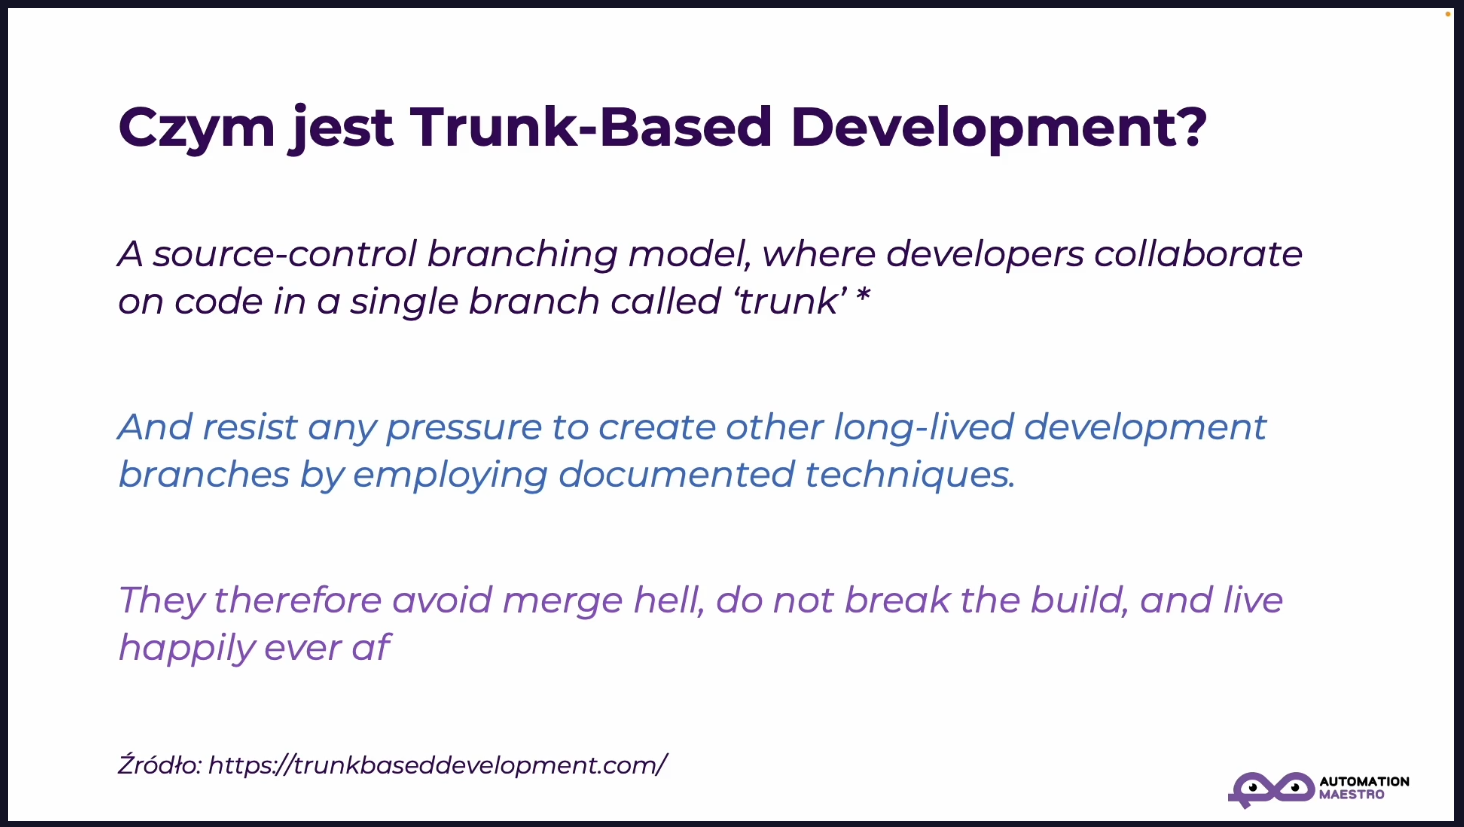 Czym jest Trunk-Based Development?
A source-control branching model, where developers collaborate
on code in a single branch called ‘trunk’ *
And resist any pressure to create other long-lived development
branches by employing documented techniques.
They therefore avoid merge hell, do not break the build, and live
happily ever af
Źródło: https://trunkbaseddevelopment.com/
AUTOMATION
MAESTRO